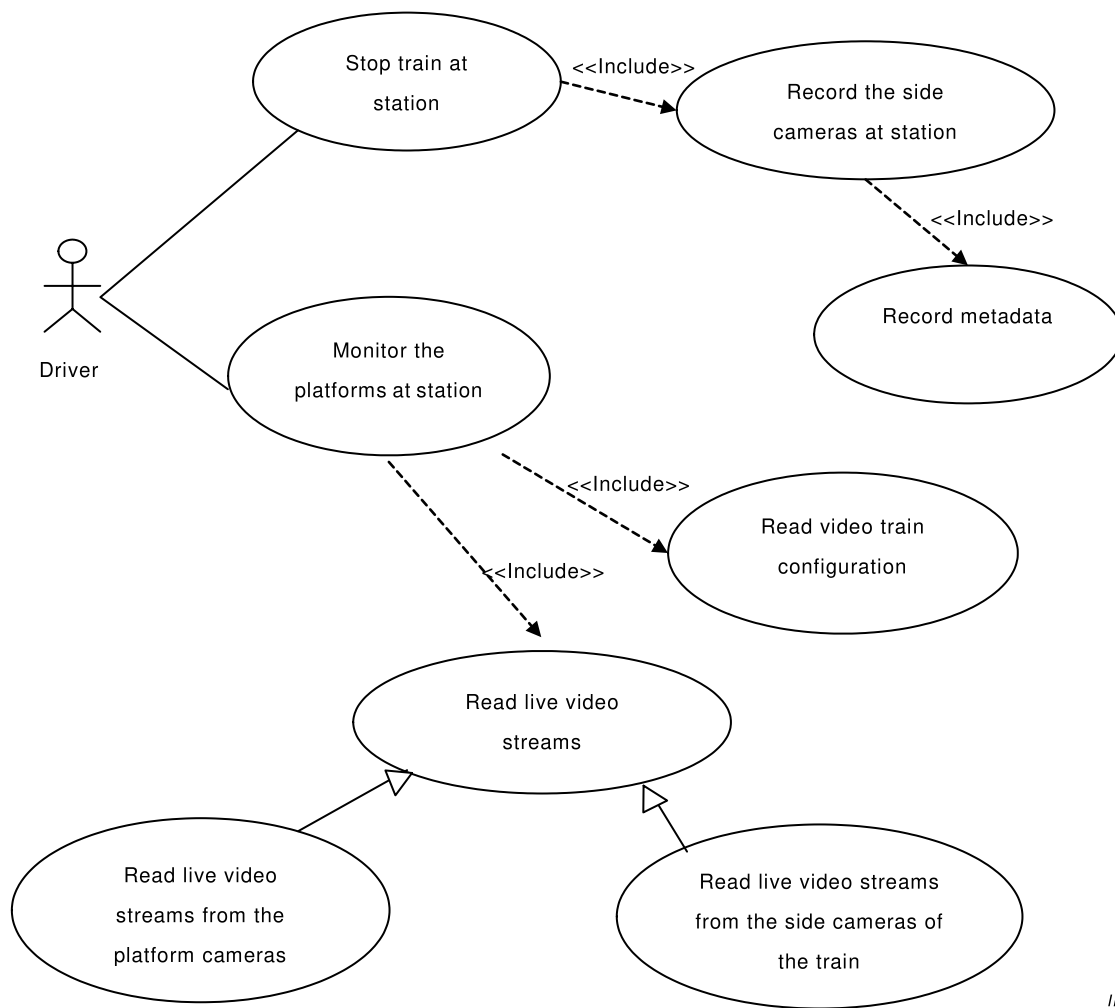 Stop train at
station
<<Include>>
Record the side
cameras at station
<<Include>>
Record metadata
Driver
Monitor the
platforms at station
<<Include>>
Read video train
configuration
<<Include>>
Read live video
streams
Read live video
streams from the
platform cameras
Read live video streams
from the side cameras of
the train